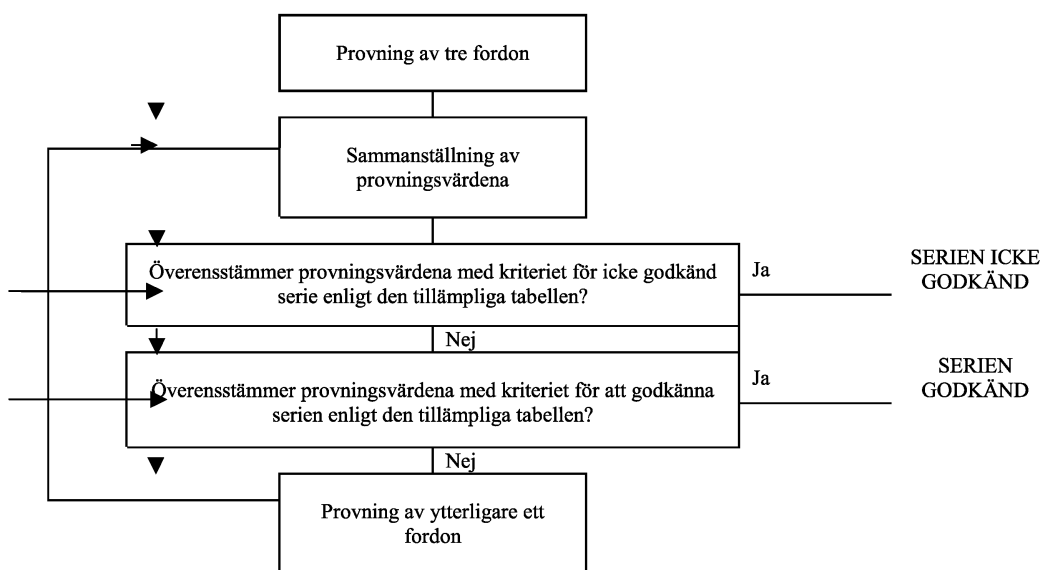 Provning av tre fordon
Sammanställning av
provningsvärdena
Överensstämmer provningsvärdena med kriteriet för icke godkänd
serie enligt den tillämpliga tabellen?
Ja
SERIEN ICKE
GODKÄND
Nej
Överensstämmer provningsvärdena med kriteriet för att godkänna
serien enligt den tillämpliga tabellen?
Ja
SERIEN
GODKÄND
Nej
Provning av ytterligare ett
fordon